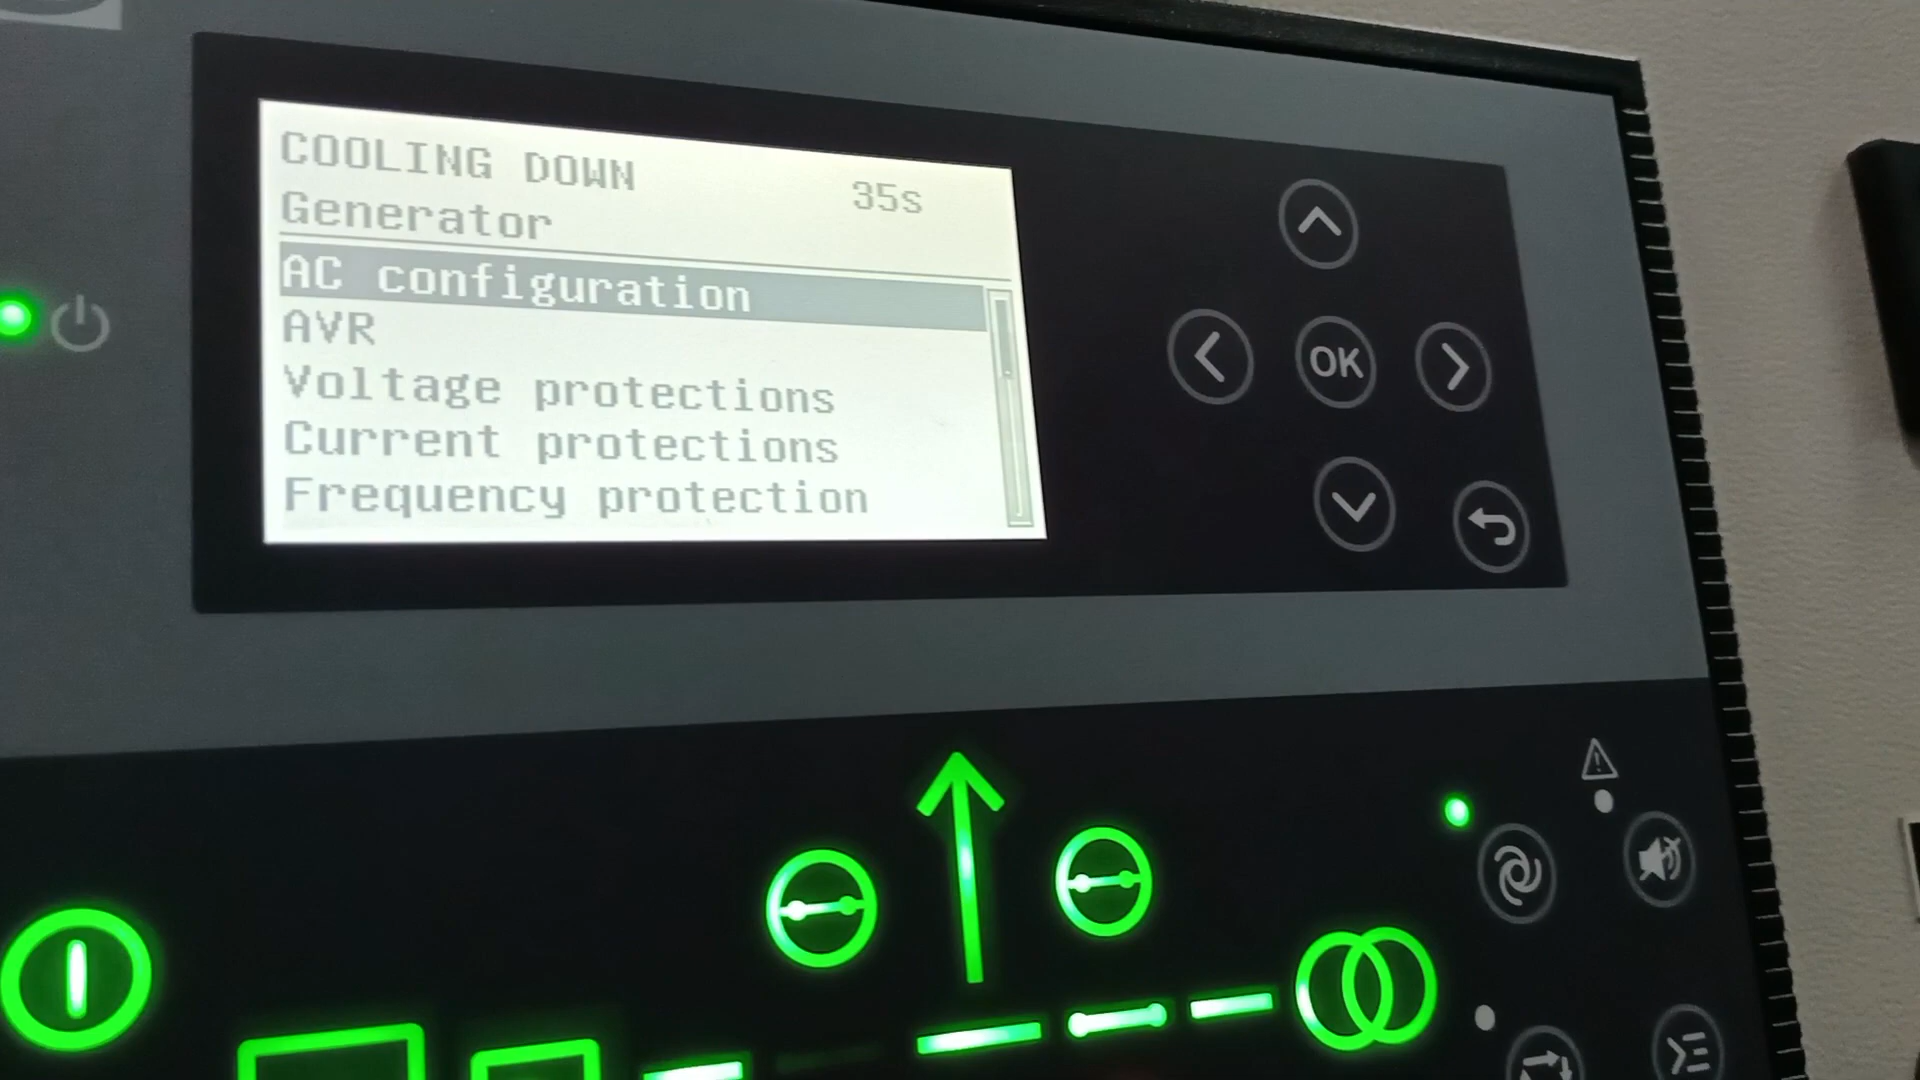 COOLING DOWN 35s
Generator
AC configuration
AVR
Voltage protections
Current protections
Frequency protection
OK